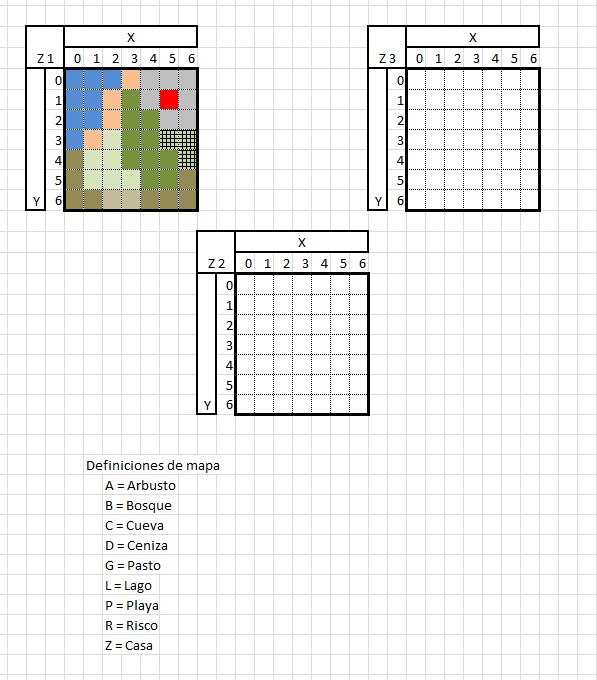 X X
Z 1 0 1 2 3 4 5 6 Z 3 0 1 2 3 4 5 6
0 0
1 1
2 2
3 3
4 4
5 5
Y 6 Y 6
X
Z 2 0 1 2 3 4 5 6
0
1
2
3
4
5
Y 6
Definiciones de mapa
A = Arbusto
B = Bosque
C = Cueva
D = Ceniza
G = Pasto
L = Lago
P = Playa
R = Risco
Z = Casa